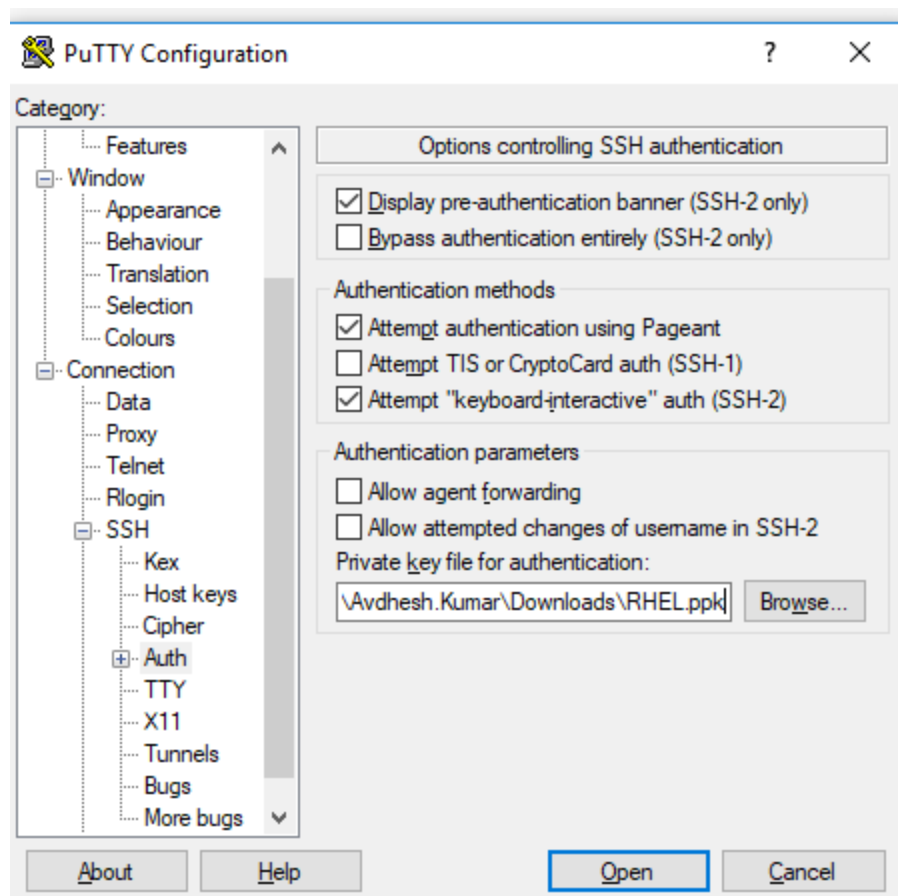 PuTTY Configuration
?
Category:
Features
Window
Appearance
Behaviour
Translation
Selection
Colours
Connection
Data
Proxy
Telnet
Rlogin
SSH
Kex
Host keys
Cipher
Auth
TTY
X11
Tunnels
Bugs
More bugs
Options controlling SSH authentication
Display pre-authentication banner (SSH-2 only)
Bypass authentication entirely (SSH-2 only)
Authentication methods
Attempt authentication using Pageant
Attempt TIS or CryptoCard auth (SSH-1)
Attempt "keyboard-interactive" auth (SSH-2)
Authentication parameters
Allow agent forwarding
Allow attempted changes of username in SSH-2
Private key file for authentication:
\Avdhesh.Kumar\Downloads\RHEL.ppk Browse...
About Help Open Cancel